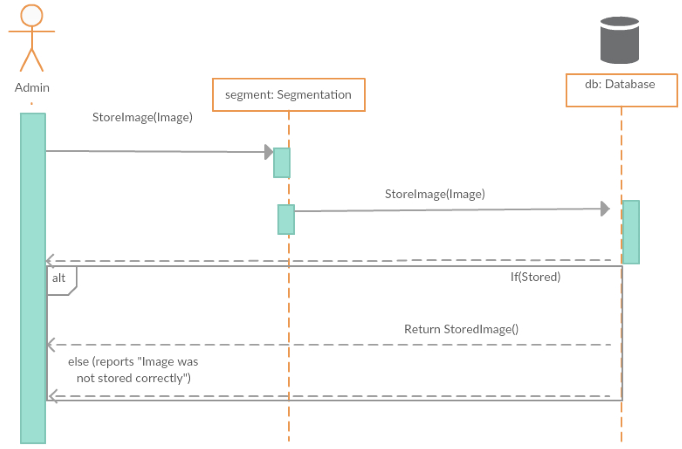 Admin
segment: Segmentation
db: Database
StoreImage(Image)
StoreImage(Image)
alt
If(Stored)
Return StoredImage()
else (reports "Image was
not stored correctly")